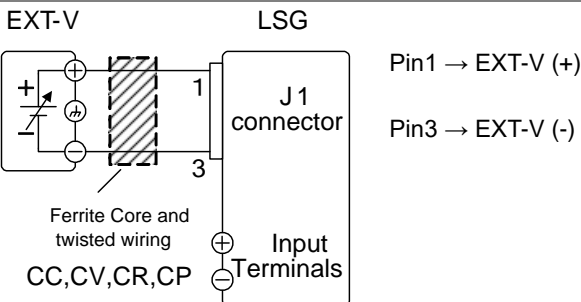 EXT-V
LSG
+
−
1
3
J1
connector
Pin1 → EXT-V (+)
Pin3 → EXT-V (-)
Ferrite Core and
twisted wiring
CC,CV,CR,CP
Input
Terminals